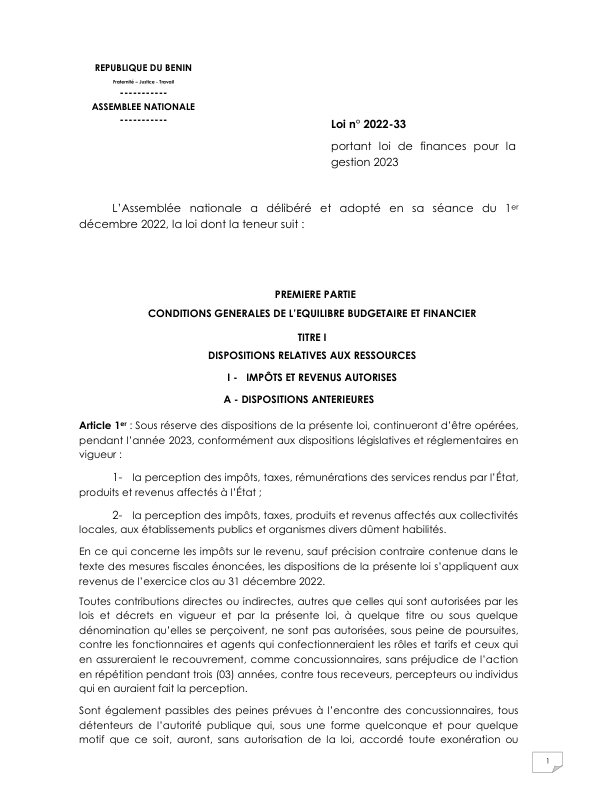 REPUBLIQUE DU BENIN
Fraternité – Justice - Travail
-----------
ASSEMBLEE NATIONALE
-----------
Loi n° 2022-33
portant loi de finances pour la
gestion 2023
L'Assemblée nationale a délibéré et adopté en sa séance du 1er
décembre 2022, la loi dont la teneur suit :
PREMIERE PARTIE
CONDITIONS GENERALES DE L'EQUILIBRE BUDGETAIRE ET FINANCIER
TITRE I
DISPOSITIONS RELATIVES AUX RESSOURCES
I - IMPÔTS ET REVENUS AUTORISES
A - DISPOSITIONS ANTERIEURES
Article 1er : Sous réserve des dispositions de la présente loi, continueront d'être opérées,
pendant l'année 2023, conformément aux dispositions législatives et réglementaires en
vigueur :
1- la perception des impôts, taxes, rémunérations des services rendus par l'État,
produits et revenus affectés à l'État ;
2- la perception des impôts, taxes, produits et revenus affectés aux collectivités
locales, aux établissements publics et organismes divers dûment habilités.
En ce qui concerne les impôts sur le revenu, sauf précision contraire contenue dans le
texte des mesures fiscales énoncées, les dispositions de la présente loi s'appliquent aux
revenus de l'exercice clos au 31 décembre 2022.
Toutes contributions directes ou indirectes, autres que celles qui sont autorisées par les
lois et décrets en vigueur et par la présente loi, à quelque titre ou sous quelque
dénomination qu'elles se perçoivent, ne sont pas autorisées, sous peine de poursuites,
contre les fonctionnaires et agents qui confectionneraient les rôles et tarifs et ceux qui
en assureraient le recouvrement, comme concussionnaires, sans préjudice de l'action
en répétition pendant trois (03) années, contre tous receveurs, percepteurs ou individus
qui en auraient fait la perception.
Sont également passibles des peines prévues à l'encontre des concussionnaires, tous
détenteurs de l'autorité publique qui, sous une forme quelconque et pour quelque
motif que ce soit, auront, sans autorisation de la loi, accordé toute exonération ou
1